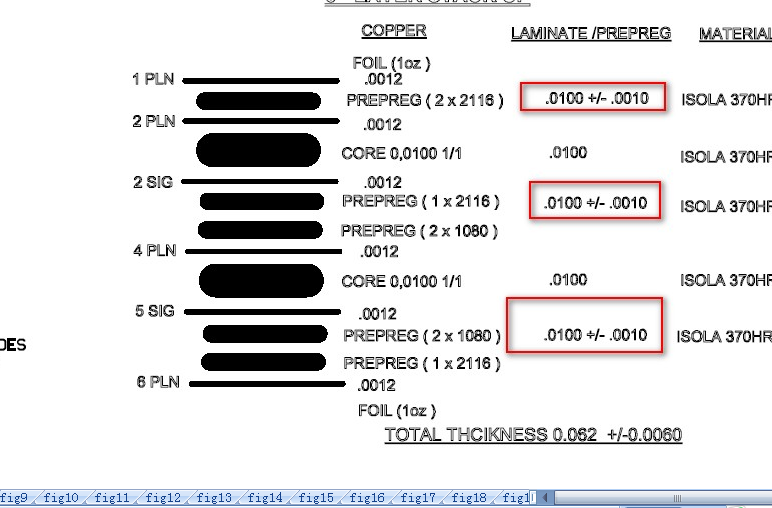 COPPER LAMINATE /PREPREG MATERIAL
FOIL (1oz )
1 PLN .0012
PREPREG ( 2 x 2116 ) .0100 +/- .0010 ISOLA 370HR
2 PLN .0012
CORE 0,0100 1/1 .0100 ISOLA 370HR
2 SIG .0012
PREPREG ( 1 x 2116 ) .0100 +/- .0010 ISOLA 370HR
PREPREG ( 2 x 1080 )
4 PLN .0012
CORE 0,0100 1/1 .0100 ISOLA 370HR
5 SIG .0012
PREPREG ( 2 x 1080 ) .0100 +/- .0010 ISOLA 370HR
PREPREG ( 1 x 2116 )
6 PLN .0012
FOIL (1oz )
TOTAL THCIKNESS 0.062 +/-0.0060
fig9 fig10 fig11 fig12 fig13 fig14 fig15 fig16 fig17 fig18